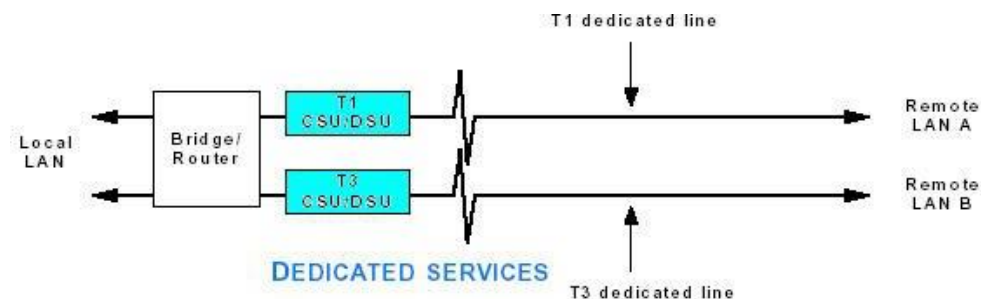 T1 dedicated line
T1
CSU/DSU
Remote
LAN A
Local
LAN
Bridge/
Router
T3
CSU/DSU
Remote
LAN B
DEDICATED SERVICES
T3 dedicated line